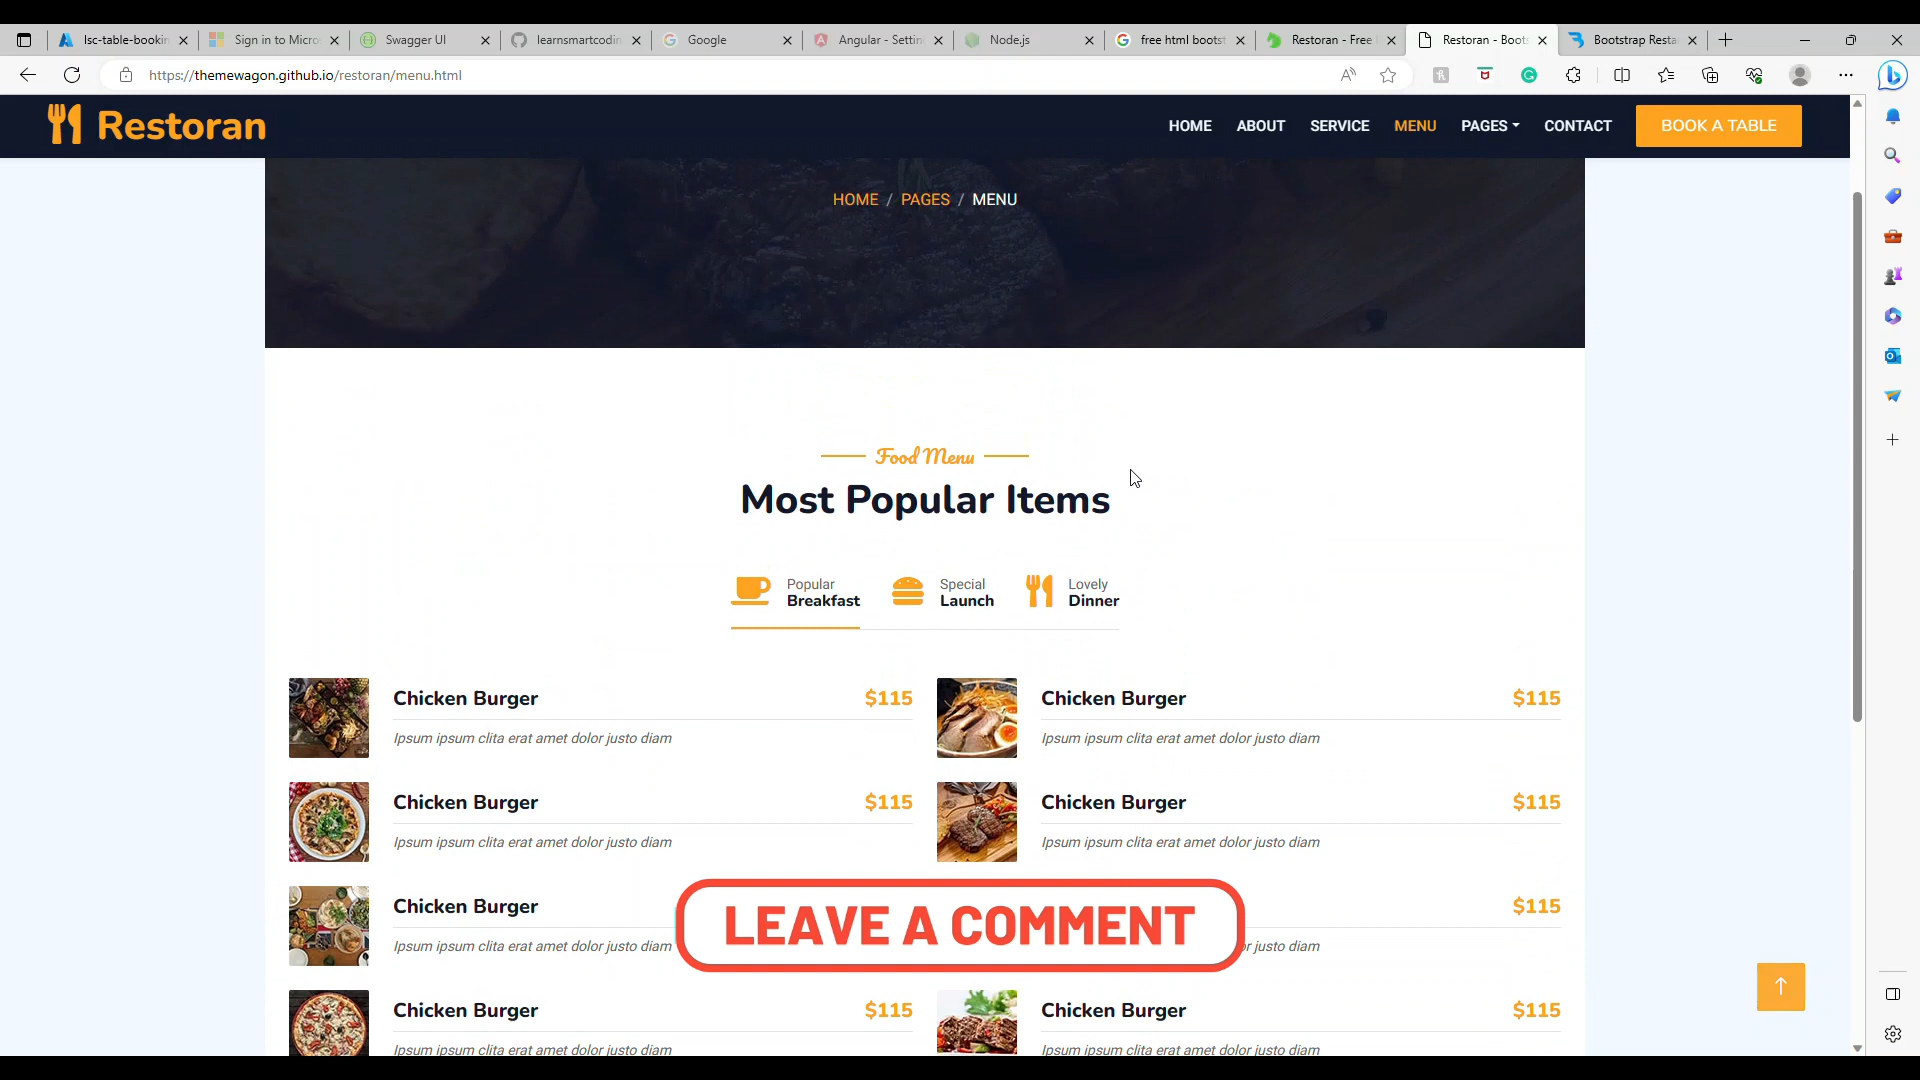 lsc-table-bookin
Sign in to Micro
Swagger UI
learnsmartcodin
Google
Angular - Settin
Node.js
free html bootst
Restoran - Free
Restoran - Boots
Bootstrap Resta
https://themewagon.github.io/restoran/menu.html
Restoran
HOME ABOUT SERVICE MENU PAGES CONTACT BOOK A TABLE
HOME / PAGES / MENU
Food Menu
Most Popular Items
Popular
Breakfast
Special
Launch
Lovely
Dinner
Chicken Burger $115
Ipsum ipsum clita erat amet dolor justo diam
Chicken Burger $115
Ipsum ipsum clita erat amet dolor justo diam
Chicken Burger $115
Ipsum ipsum clita erat amet dolor justo diam
Chicken Burger $115
Ipsum ipsum clita erat amet dolor justo diam
Chicken Burger
Ipsum ipsum clita erat amet dolor justo diam
$115
or justo diam
LEAVE A COMMENT
Chicken Burger $115
Ipsum ipsum clita erat amet dolor justo diam
Chicken Burger $115
Ipsum ipsum clita erat amet dolor justo diam